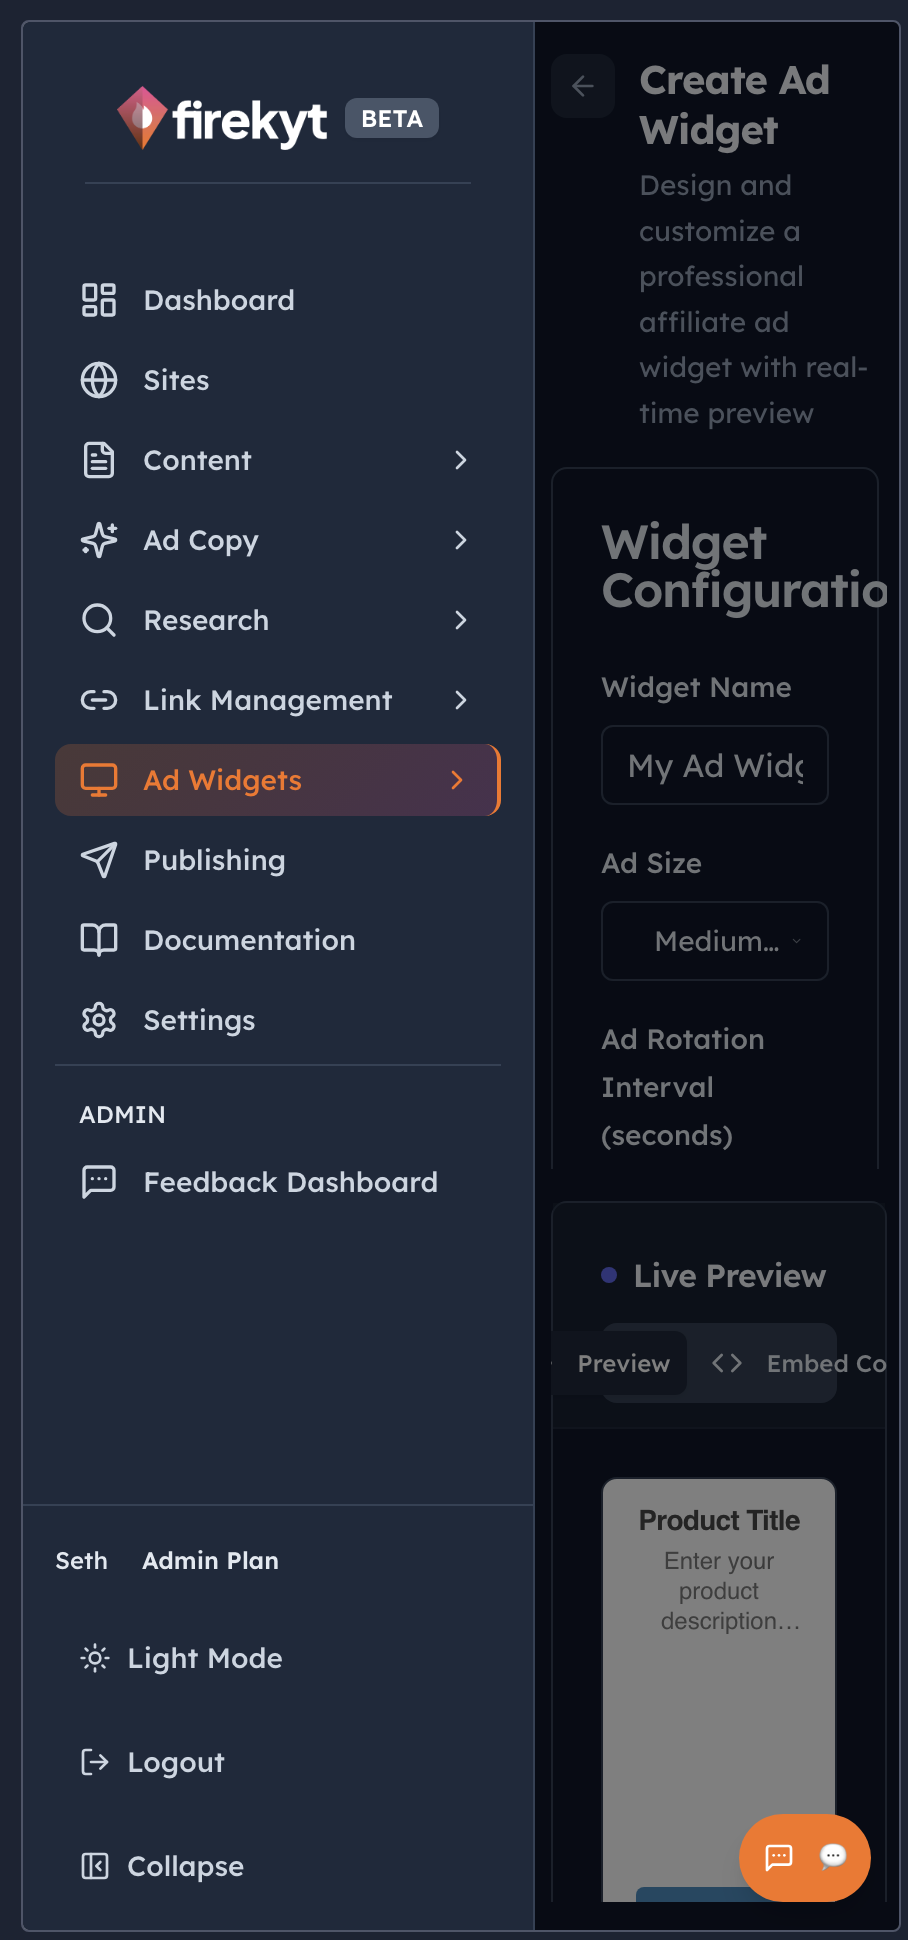 firekyt BETA
Dashboard
Sites
Content
Ad Copy
Research
Link Management
Ad Widgets
Publishing
Documentation
Settings
ADMIN
Feedback Dashboard
Seth Admin Plan
Light Mode
Logout
Collapse
Create Ad
Widget
Design and
customize a
professional
affiliate ad
widget with real-
time preview
Widget
Configuratio
Widget Name
My Ad Widg
Ad Size
Medium...
Ad Rotation
Interval
(seconds)
Live Preview
Preview
Embed Co
Product Title
Enter your
product
description...